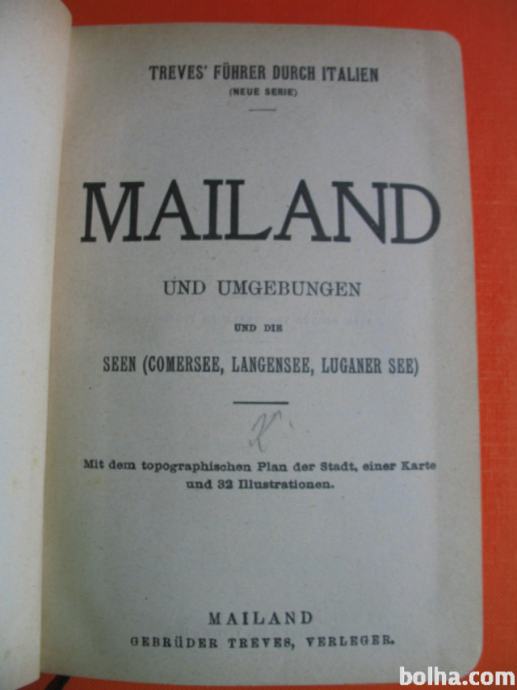 TREVES' FÜHRER DURCH ITALIEN
(NEUE SERIE)
MAILAND
UND UMGEBUNGEN
UND DIE
SEEN (COMERSEE, LANGENSEE, LUGANER SEE)
Mit dem topographischen Plan der Stadt, einer Karte
und 32 Illustrationen.
MAILAND
GEBRÜDER TREVES, VERLEGER.
bolha.com